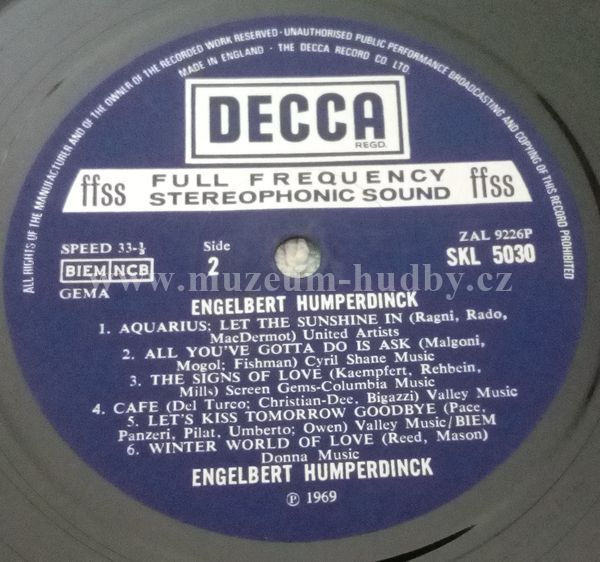 ALL RIGHTS OF THE MANUFACTURER AND OF THE OWNER OF THE RECORDED WORK RESERVED · UNAUTHORISED PUBLIC PERFORMANCE BROADCASTING AND COPYING OF THIS RECORD PROHIBITED
MADE IN ENGLAND · THE DECCA RECORD CO. LTD.
DECCA
REGD.
ffss FULL FREQUENCY STEREOPHONIC SOUND ffss
SPEED 33-⅓
BIEM NCB
GEMA
Side
2
ZAL 9226P
SKL 5030
www.muzeum-hudby.cz
ENGELBERT HUMPERDINCK
1. AQUARIUS; LET THE SUNSHINE IN (Ragni, Rado,
MacDermot) United Artists
2. ALL YOU'VE GOTTA DO IS ASK (Malgoni,
Mogol; Fishman) Cyril Shane Music
3. THE SIGNS OF LOVE (Kaempfert, Rehbein,
Mills) Screen Gems-Columbia Music
4. CAFE (Del Turco; Christian-Dee, Bigazzi) Valley Music
5. LET'S KISS TOMORROW GOODBYE (Pace,
Panzeri, Pilat, Umberto; Owen) Valley Music/BIEM
6. WINTER WORLD OF LOVE (Reed, Mason)
Donna Music
ENGELBERT HUMPERDINCK
Ⓟ 1969